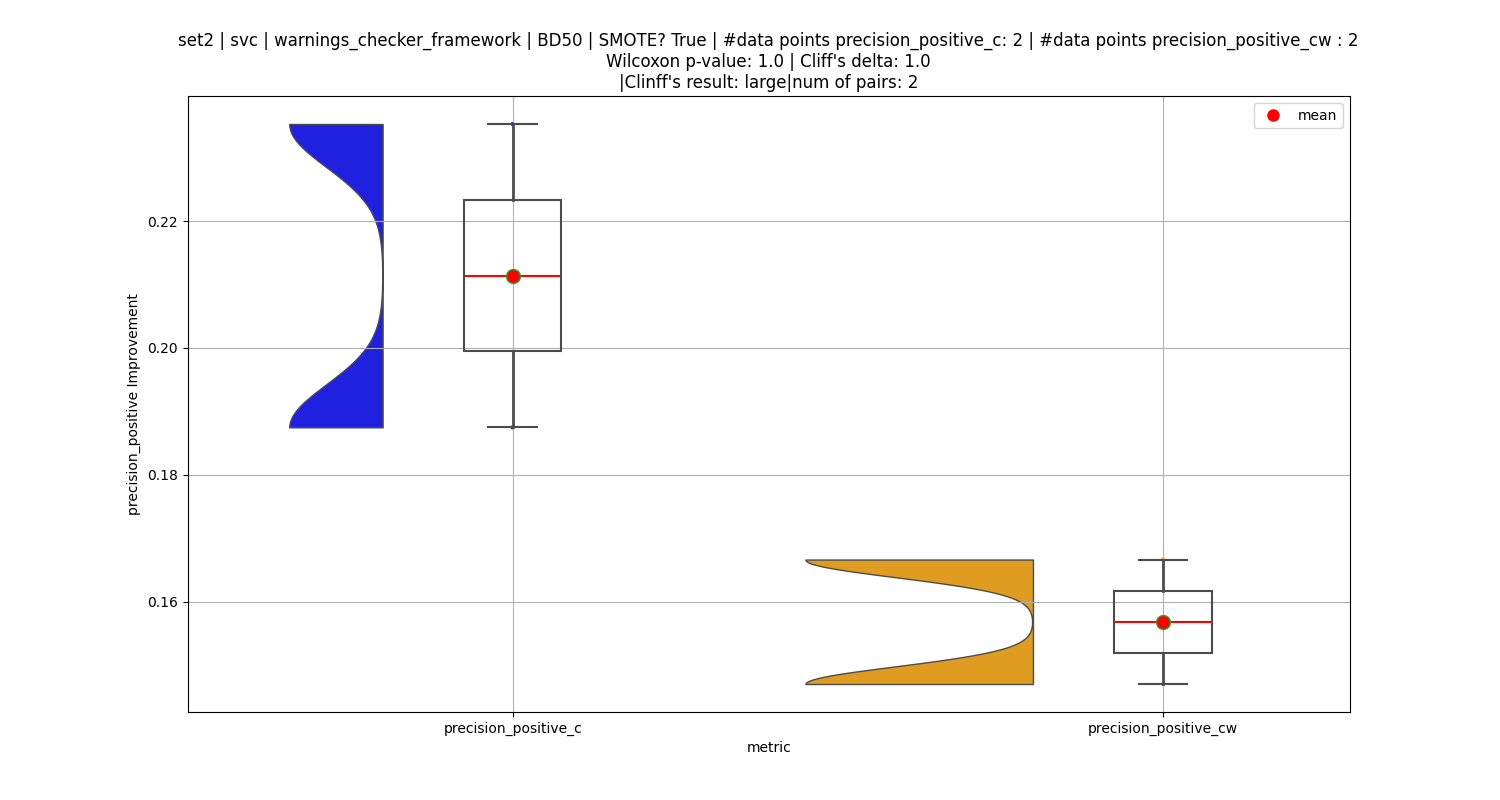 set2 | svc | warnings_checker_framework | BD50 | SMOTE? True | #data points precision_positive_c: 2 | #data points precision_positive_cw : 2
Wilcoxon p-value: 1.0 | Cliff's delta: 1.0
|Clinff's result: large|num of pairs: 2
mean
0.22
0.20
0.18
0.16
precision_positive Improvement
precision_positive_c
precision_positive_cw
metric